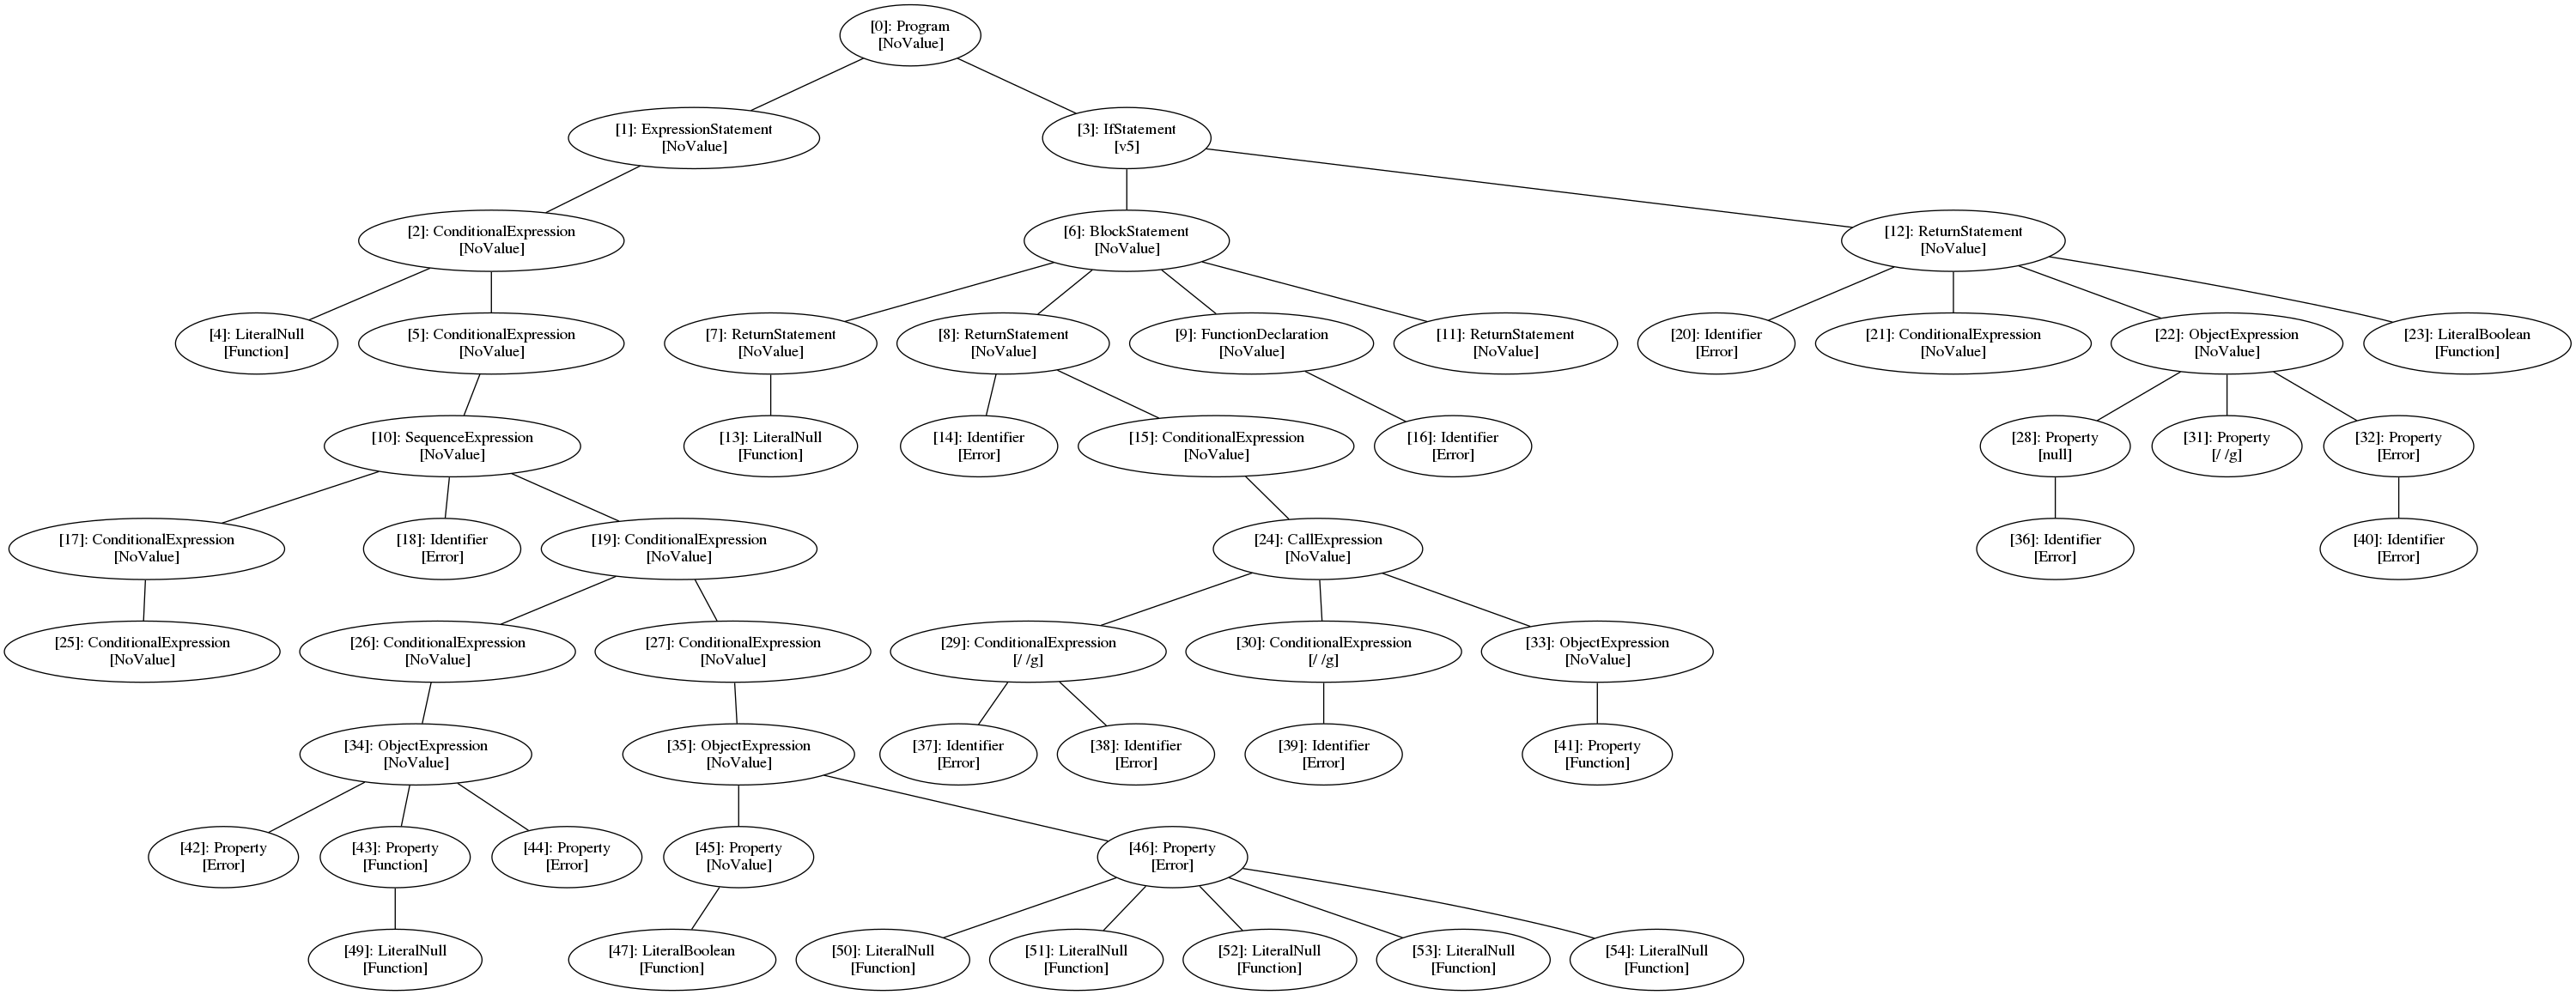 [0]: Program
[NoValue]
[1]: ExpressionStatement
[NoValue]
[3]: IfStatement
[v5]
[2]: ConditionalExpression
[NoValue]
[6]: BlockStatement
[NoValue]
[12]: ReturnStatement
[NoValue]
[4]: LiteralNull
[Function]
[5]: ConditionalExpression
[NoValue]
[7]: ReturnStatement
[NoValue]
[8]: ReturnStatement
[NoValue]
[9]: FunctionDeclaration
[NoValue]
[11]: ReturnStatement
[NoValue]
[20]: Identifier
[Error]
[21]: ConditionalExpression
[NoValue]
[22]: ObjectExpression
[NoValue]
[23]: LiteralBoolean
[Function]
[10]: SequenceExpression
[NoValue]
[13]: LiteralNull
[Function]
[14]: Identifier
[Error]
[15]: ConditionalExpression
[NoValue]
[16]: Identifier
[Error]
[28]: Property
[null]
[31]: Property
[/ /g]
[32]: Property
[Error]
[17]: ConditionalExpression
[NoValue]
[18]: Identifier
[Error]
[19]: ConditionalExpression
[NoValue]
[24]: CallExpression
[NoValue]
[36]: Identifier
[Error]
[40]: Identifier
[Error]
[25]: ConditionalExpression
[NoValue]
[26]: ConditionalExpression
[NoValue]
[27]: ConditionalExpression
[NoValue]
[29]: ConditionalExpression
[/ /g]
[30]: ConditionalExpression
[/ /g]
[33]: ObjectExpression
[NoValue]
[34]: ObjectExpression
[NoValue]
[35]: ObjectExpression
[NoValue]
[37]: Identifier
[Error]
[38]: Identifier
[Error]
[39]: Identifier
[Error]
[41]: Property
[Function]
[42]: Property
[Error]
[43]: Property
[Function]
[44]: Property
[Error]
[45]: Property
[NoValue]
[46]: Property
[Error]
[49]: LiteralNull
[Function]
[47]: LiteralBoolean
[Function]
[50]: LiteralNull
[Function]
[51]: LiteralNull
[Function]
[52]: LiteralNull
[Function]
[53]: LiteralNull
[Function]
[54]: LiteralNull
[Function]